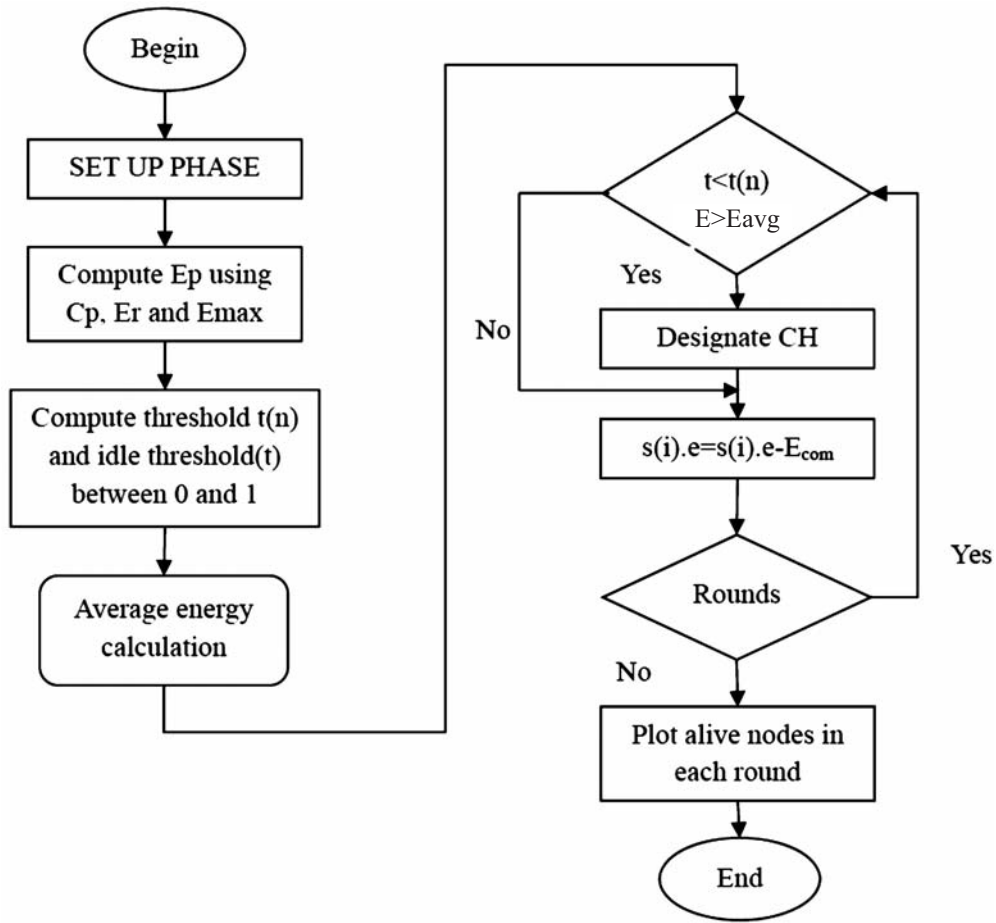 Begin
SET UP PHASE
Compute Ep using
Cp, Er and Emax
Compute threshold t(n)
and idle threshold(t)
between 0 and 1
Average energy
calculation
t<t(n)
E>Eavg
Yes
No
Designate CH
s(i).e=s(i).e-Ecom
Rounds
Yes
No
Plot alive nodes in
each round
End